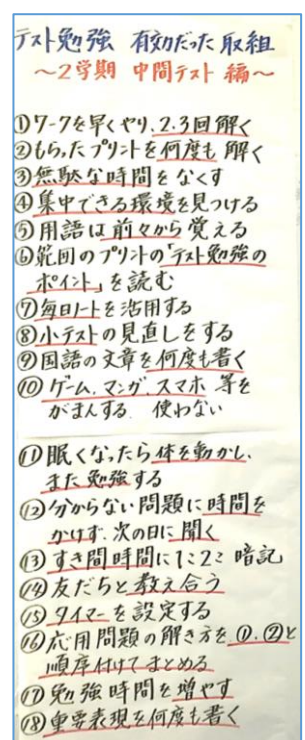 テスト勉強 有効だった取組
～2学期 中間テスト 編～
①ワークを早くやり、2.3回解く
②もらったプリントを何度も解く
③無駄な時間をなくす
④集中できる環境を見つける
⑤用語は前々から覚える
⑥範囲のプリントの「テスト勉強の
ポイント」を読む
⑦毎日ノートを活用する
⑧小テストの見直しをする
⑨国語の文章を何度も書く
⑩ゲーム、マンガ、スマホ等を
がまんする 使わない
⑪眠くなったら体を動かし、
また勉強する
⑫分からない問題に時間を
かけず、次の日に聞く
⑬すき間時間に1コ2コ暗記
⑭友だちと教え合う
⑮タイマーを設定する
⑯応用問題の解き方を①、②と
順序付けてまとめる
⑰勉強時間を増やす
⑱重要表現を何度も書く